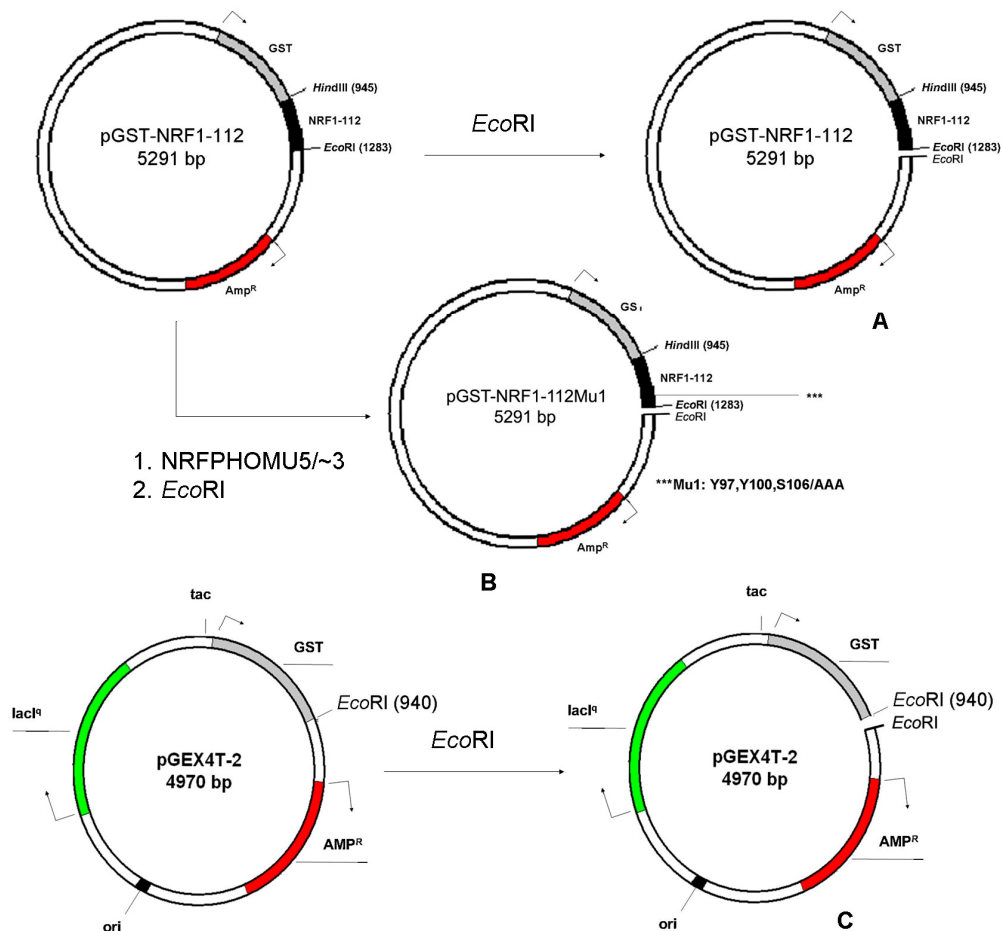 GST
HindIII (945)
NRF1-112
EcoRI (1283)
pGST-NRF1-112
5291 bp
AmpR
EcoRI
GST
HindIII (945)
NRF1-112
EcoRI (1283)
EcoRI
pGST-NRF1-112
5291 bp
AmpR
A
1. NRFPHOMU5/~3
2. EcoRI
HindIII (945)
NRF1-112
***
EcoRI (1283)
EcoRI
pGST-NRF1-112Mu1
5291 bp
***Mu1: Y97,Y100,S106/AAA
AmpR
B
tac
GST
EcoRI (940)
lacIq
pGEX4T-2
4970 bp
AMPR
ori
EcoRI
tac
GST
EcoRI (940)
EcoRI
lacIq
pGEX4T-2
4970 bp
AMPR
ori
C